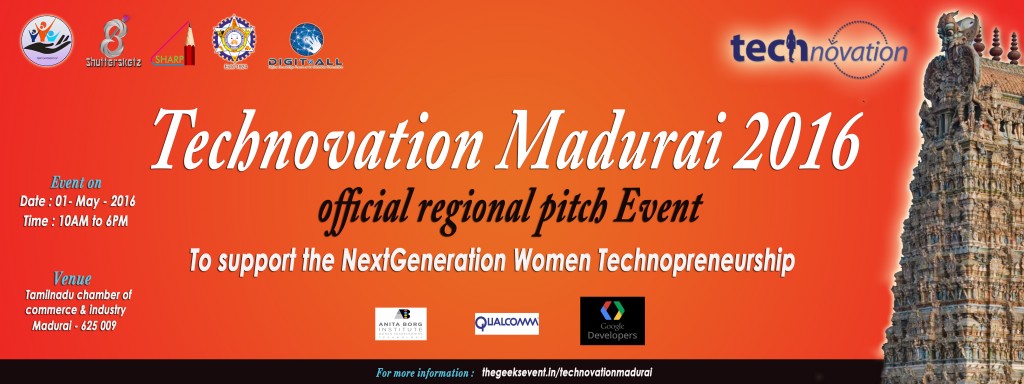 Shuttersketz
SHARP
DIGIT4ALL
technovation
Technovation Madurai 2016
official regional pitch Event
To support the NextGeneration Women Technopreneurship
Event on
Date : 01- May - 2016
Time : 10AM to 6PM
Venue
Tamilnadu chamber of
commerce & industry
Madurai - 625 009
ANITA BORG
INSTITUTE
QUALCOMM
Google
Developers
For more information : thegeeksevent.in/technovationmadurai